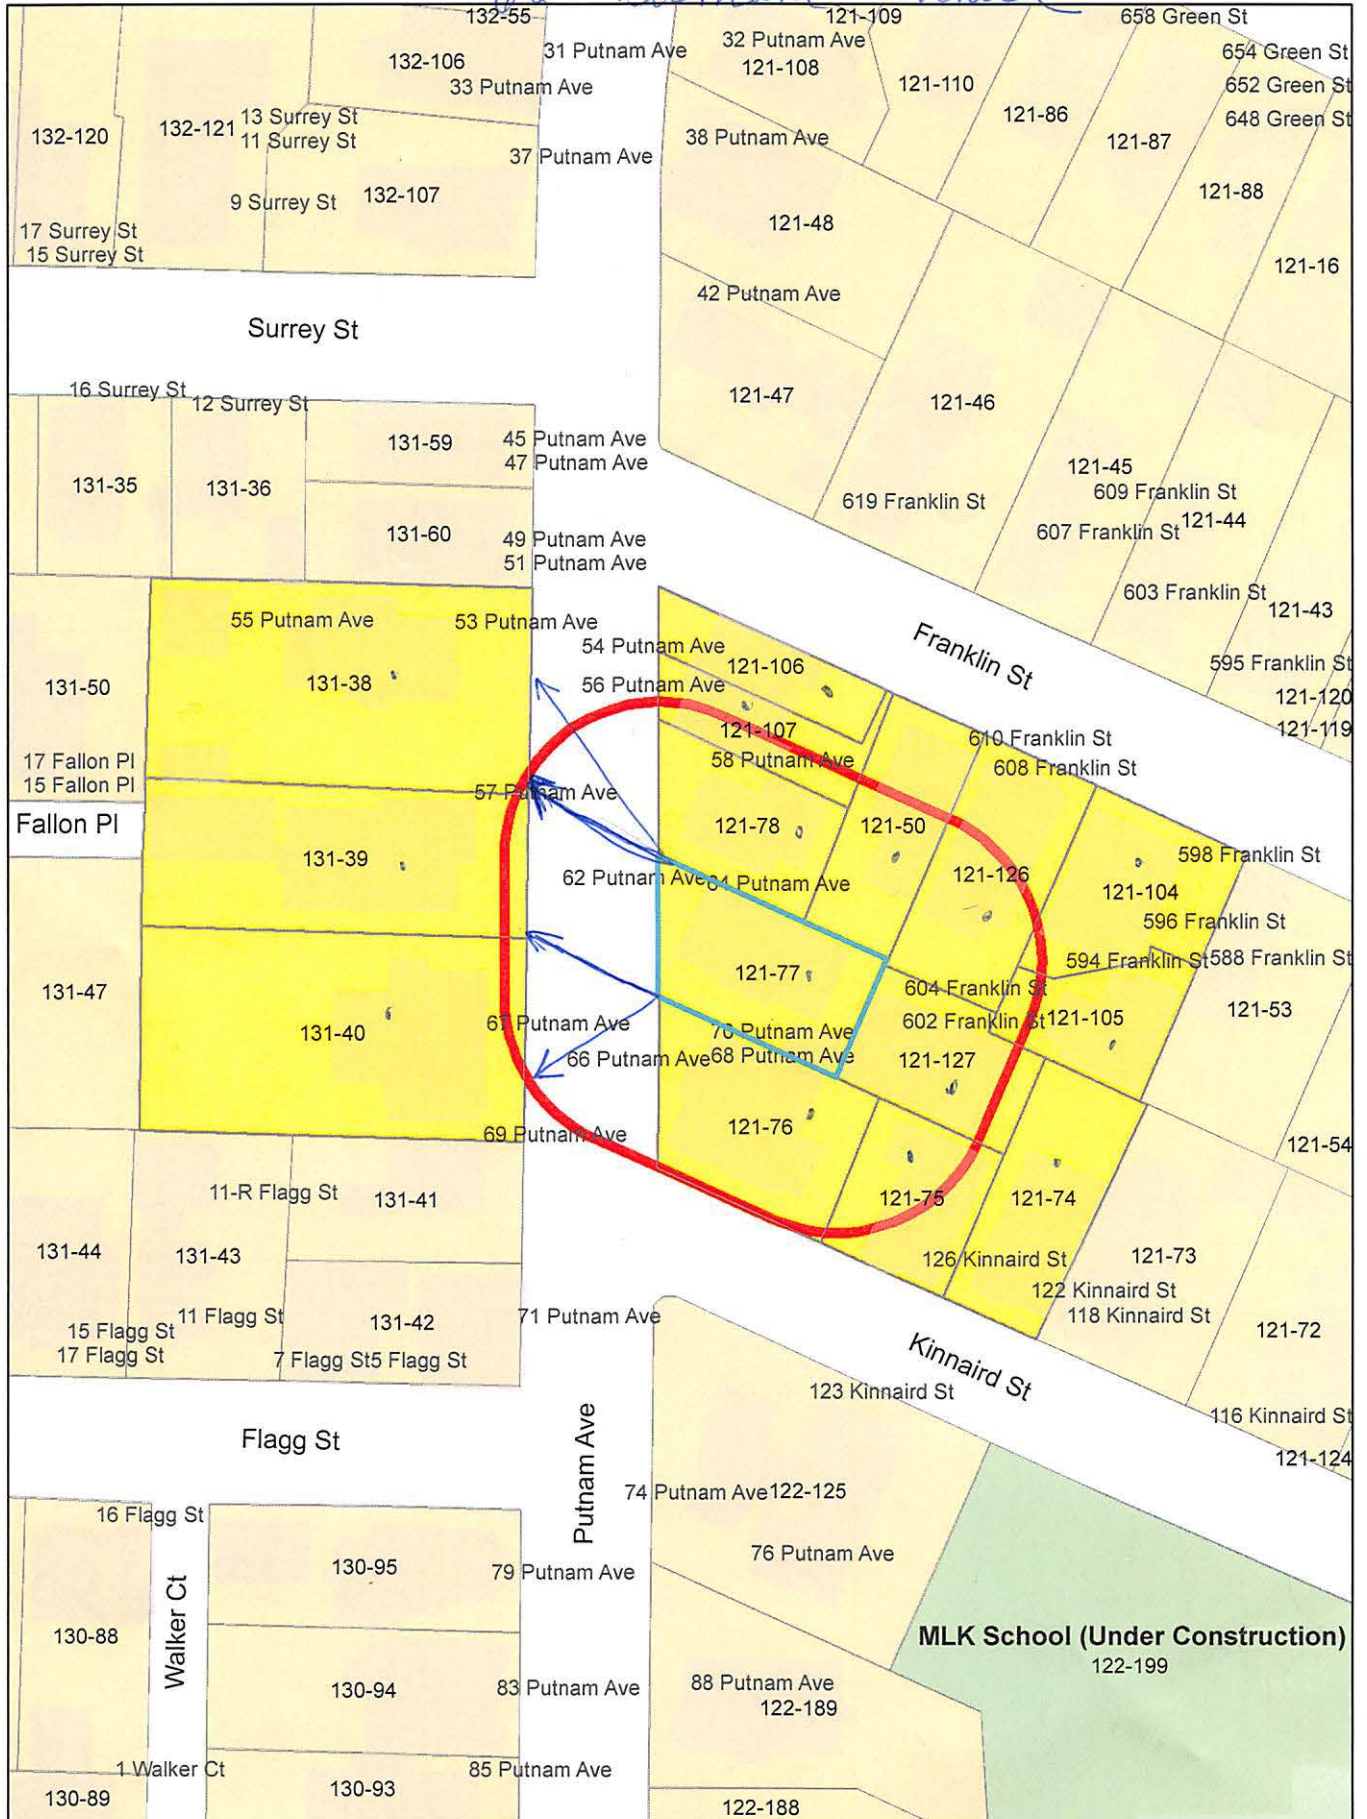 132-55
121-109
658 Green St
31 Putnam Ave
32 Putnam Ave
654 Green St
132-106
121-108
121-110
652 Green St
33 Putnam Ave
13 Surrey St
121-86
648 Green St
132-120
132-121
11 Surrey St
38 Putnam Ave
121-87
37 Putnam Ave
9 Surrey St
132-107
121-88
17 Surrey St
121-48
15 Surrey St
121-16
42 Putnam Ave
Surrey St
16 Surrey St
12 Surrey St
121-47
121-46
131-59
45 Putnam Ave
47 Putnam Ave
131-35
131-36
121-45
609 Franklin St
619 Franklin St
121-44
607 Franklin St
131-60
49 Putnam Ave
51 Putnam Ave
603 Franklin St
121-43
55 Putnam Ave
53 Putnam Ave
54 Putnam Ave
Franklin St
121-106
595 Franklin St
131-50
131-38
56 Putnam Ave
121-120
121-107
121-119
610 Franklin St
17 Fallon Pl
58 Putnam Ave
608 Franklin St
15 Fallon Pl
57 Putnam Ave
Fallon Pl
121-78
121-50
131-39
598 Franklin St
62 Putnam Ave
64 Putnam Ave
121-126
121-104
596 Franklin St
594 Franklin St
588 Franklin St
131-47
121-77
604 Franklin St
121-53
131-40
67 Putnam Ave
70 Putnam Ave
602 Franklin St
121-105
66 Putnam Ave
68 Putnam Ave
121-127
69 Putnam Ave
121-76
121-54
11-R Flagg St
131-41
121-75
121-74
131-44
131-43
126 Kinnaird St
121-73
122 Kinnaird St
11 Flagg St
131-42
71 Putnam Ave
118 Kinnaird St
15 Flagg St
121-72
17 Flagg St
7 Flagg St
5 Flagg St
Kinnaird St
123 Kinnaird St
116 Kinnaird St
Flagg St
Putnam Ave
121-124
74 Putnam Ave
122-125
16 Flagg St
76 Putnam Ave
130-95
79 Putnam Ave
130-88
Walker Ct
MLK School (Under Construction)
122-199
130-94
83 Putnam Ave
88 Putnam Ave
122-189
1 Walker Ct
85 Putnam Ave
130-89
130-93
122-188